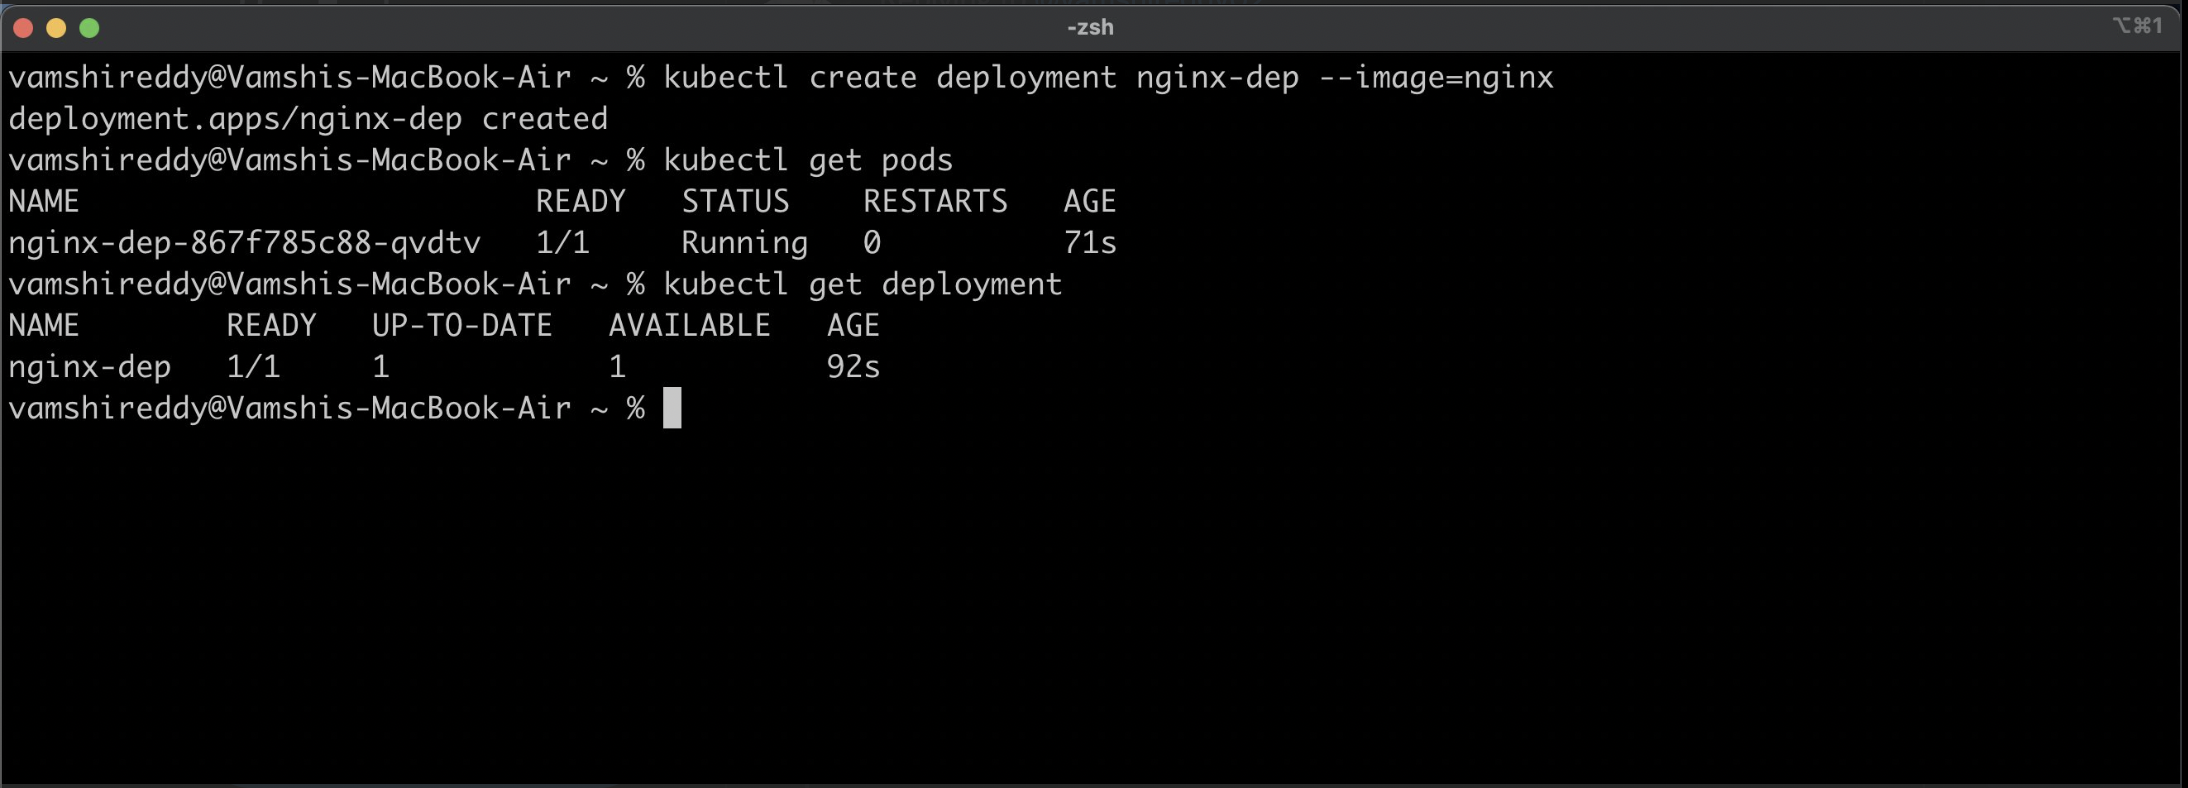 -zsh
⌥⌘1
vamshireddy@Vamshis-MacBook-Air ~ % kubectl create deployment nginx-dep --image=nginx
deployment.apps/nginx-dep created
vamshireddy@Vamshis-MacBook-Air ~ % kubectl get pods
NAME                         READY   STATUS    RESTARTS   AGE
nginx-dep-867f785c88-qvdtv   1/1     Running   0          71s
vamshireddy@Vamshis-MacBook-Air ~ % kubectl get deployment
NAME        READY   UP-TO-DATE   AVAILABLE   AGE
nginx-dep   1/1     1            1           92s
vamshireddy@Vamshis-MacBook-Air ~ %